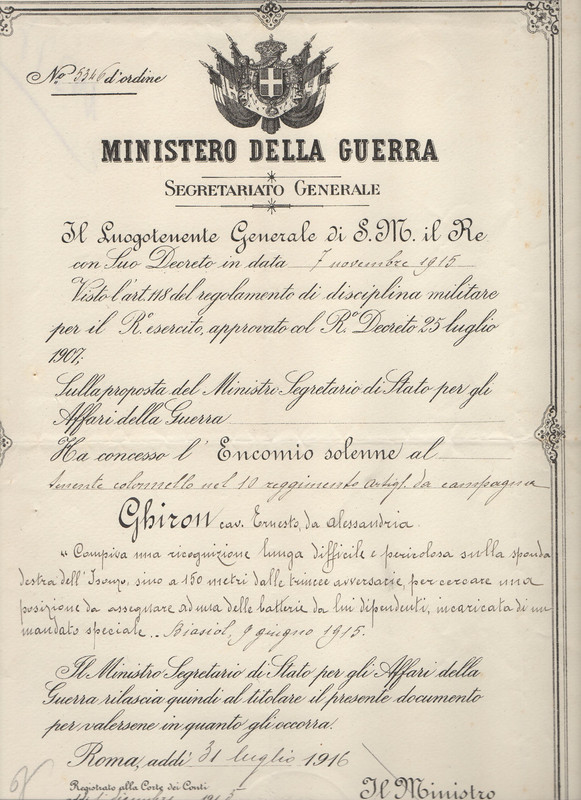 No 5346 d'ordine
MINISTERO DELLA GUERRA
SEGRETARIATO GENERALE
Il Luogotenente Generale di S. M. il Re
con Suo Decreto in data 7 novembre 1915
Visto l'art. 118 del regolamento di disciplina militare
per il R.o esercito, approvato col R.o Decreto 25 luglio
1907;
Sulla proposta del Ministro Segretario di Stato per gli
Affari della Guerra
Ha concesso l'Encomio solenne al
tenente colonnello nel 10 reggimento artigl. da campagna
Ghiron cav. Ernesto, da Alessandria.
"Compiva una ricognizione lunga difficile e pericolosa sulla sponda
destra dell'Isonzo, sino a 150 metri dalle trincee avversarie, per cercare una
posizione da assegnare ad una delle batterie da lui dipendenti, incaricata di un
mandato speciale.. Biasiol, 9 giugno 1915.
Il Ministro Segretario di Stato per gli Affari della
Guerra rilascia quindi al titolare il presente documento
per valersene in quanto gli occorra.
Roma, addì 31 luglio 1916
Registrato alla Corte dei Conti
Il Ministro
dicembre 1915